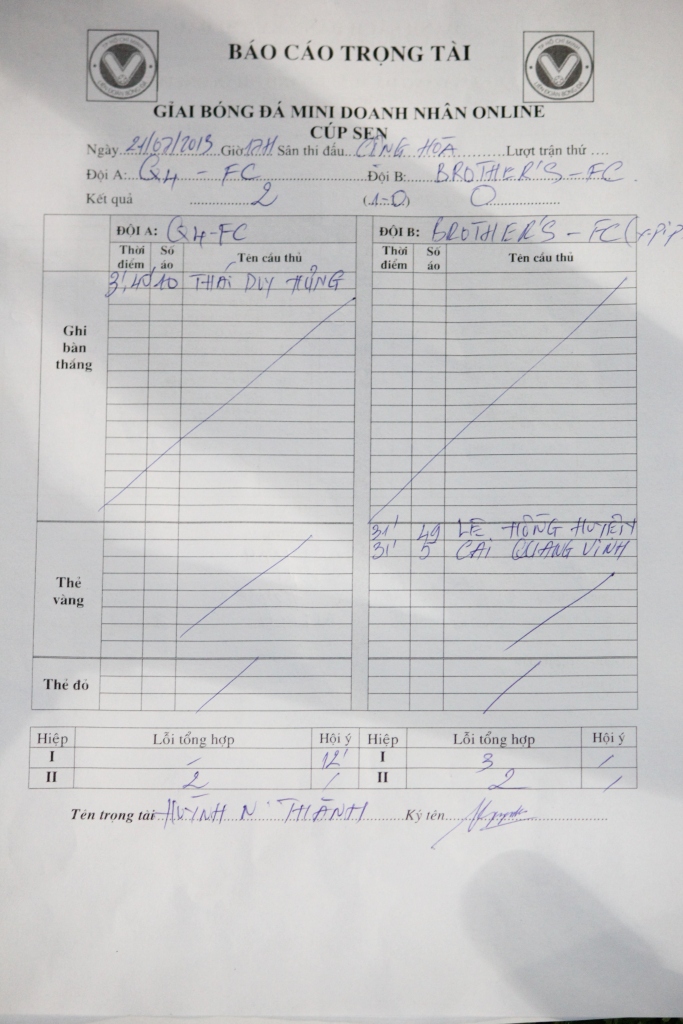 BÁO CÁO TRỌNG TÀI
GIẢI BÓNG ĐÁ MINI DOANH NHÂN ONLINE
CÚP SEN
Ngày 21/07/2013 Giờ 17H Sân thi đấu CỘNG HÒA Lượt trận thứ ....
Đội A: Q4 - FC Đội B: BROTHER'S - FC
Kết quả 2 (1-0) 0
ĐỘI A: Q4-FC ĐỘI B: BROTHER'S - FC
Thời điểm Số áo Tên cầu thủ Thời điểm Số áo Tên cầu thủ
Ghi bàn thắng
10 THÁI DUY HÙNG
Thẻ vàng
31' 49 LÊ HỒNG
31' 5 CAI QUANG VINH
Thẻ đỏ
Hiệp Lỗi tổng hợp Hội ý Hiệp Lỗi tổng hợp Hội ý
I - 12' I 3 /
II 2 / II 2 /
Tên trọng tài HUỲNH N. THÀNH Ký tên